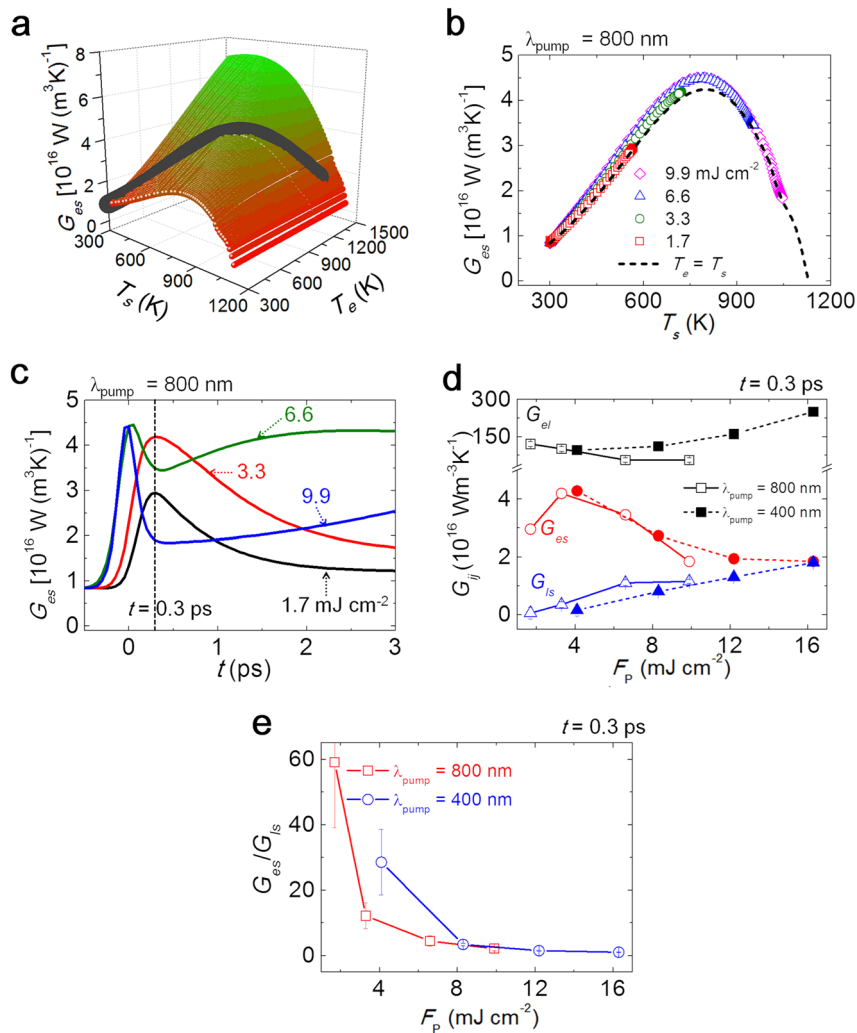 a
8
6
4
2
0
G_es [10^16 W (m^3K)^-1]
300
600
900
1200
T_s (K)
300
600
900
1200
1500
T_e (K)
b
λ_pump = 800 nm
5
4
3
2
1
0
G_es [10^16 W (m^3K)^-1]
9.9 mJ cm^-2
6.6
3.3
1.7
T_e = T_s
300
600
900
1200
T_s (K)
c
λ_pump = 800 nm
5
4
3
2
1
0
G_es [10^16 W (m^3K)^-1]
6.6
3.3
9.9
t = 0.3 ps
1.7 mJ cm^-2
0
1
2
3
t (ps)
d
t = 0.3 ps
300
150
4
2
0
G_ij (10^16 Wm^-3K^-1)
G_el
λ_pump = 800 nm
λ_pump = 400 nm
G_es
G_ls
4
8
12
16
F_P (mJ cm^-2)
e
t = 0.3 ps
60
40
20
0
G_es/G_ls
λ_pump = 800 nm
λ_pump = 400 nm
4
8
12
16
F_P (mJ cm^-2)